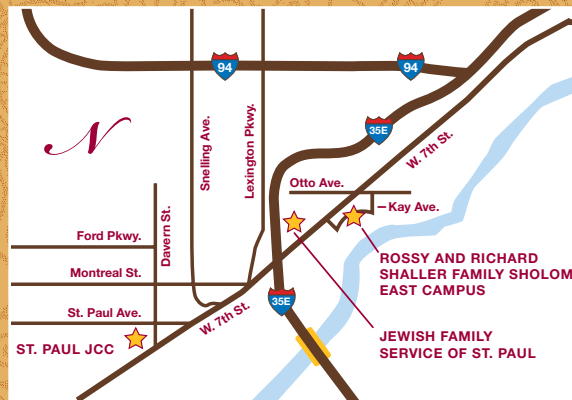 94
94
35E
W. 7th St.
Snelling Ave.
Lexington Pkwy.
Otto Ave.
Kay Ave.
N
Davern St.
Ford Pkwy.
ROSSY AND RICHARD
SHALLER FAMILY SHOLOM
EAST CAMPUS
Montreal St.
35E
St. Paul Ave.
W. 7th St.
ST. PAUL JCC
JEWISH FAMILY
SERVICE OF ST. PAUL